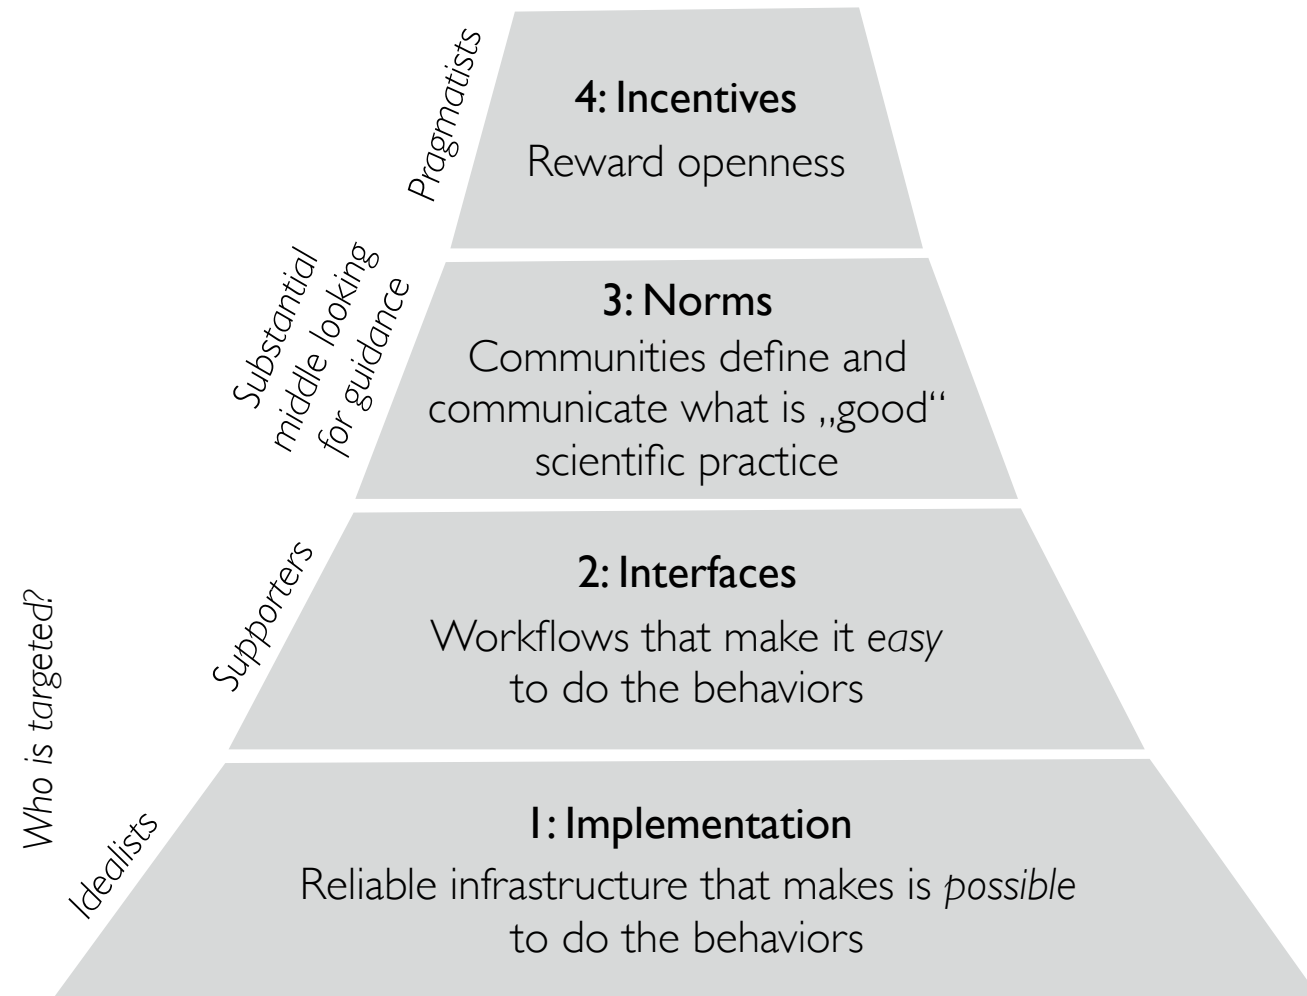 Pragmatists
4: Incentives
Reward openness
Substantial
middle looking
for guidance
3: Norms
Communities define and
communicate what is „good“
scientific practice
Supporters
2: Interfaces
Workflows that make it easy
to do the behaviors
Who is targeted?
Idealists
1: Implementation
Reliable infrastructure that makes is possible
to do the behaviors